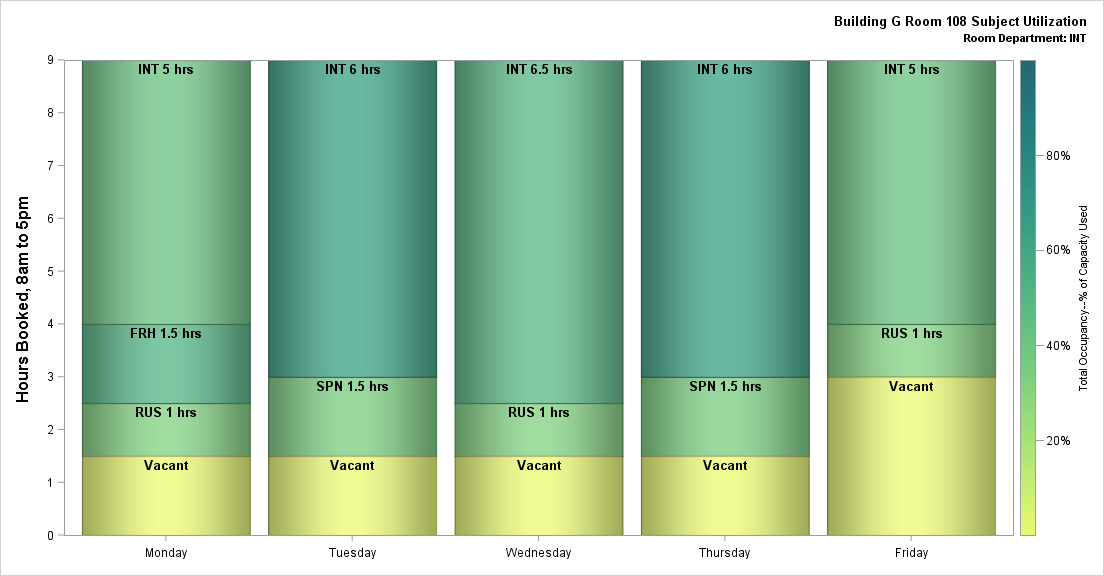 Building G Room 108 Subject Utilization
Room Department: INT
Hours Booked, 8am to 5pm
9
8
7
6
5
4
3
2
1
0
INT 5 hrs
FRH 1.5 hrs
RUS 1 hrs
Vacant
INT 6 hrs
SPN 1.5 hrs
Vacant
INT 6.5 hrs
RUS 1 hrs
Vacant
INT 6 hrs
SPN 1.5 hrs
Vacant
INT 5 hrs
RUS 1 hrs
Vacant
Monday
Tuesday
Wednesday
Thursday
Friday
80%
60%
40%
20%
Total Occupancy--% of Capacity Used